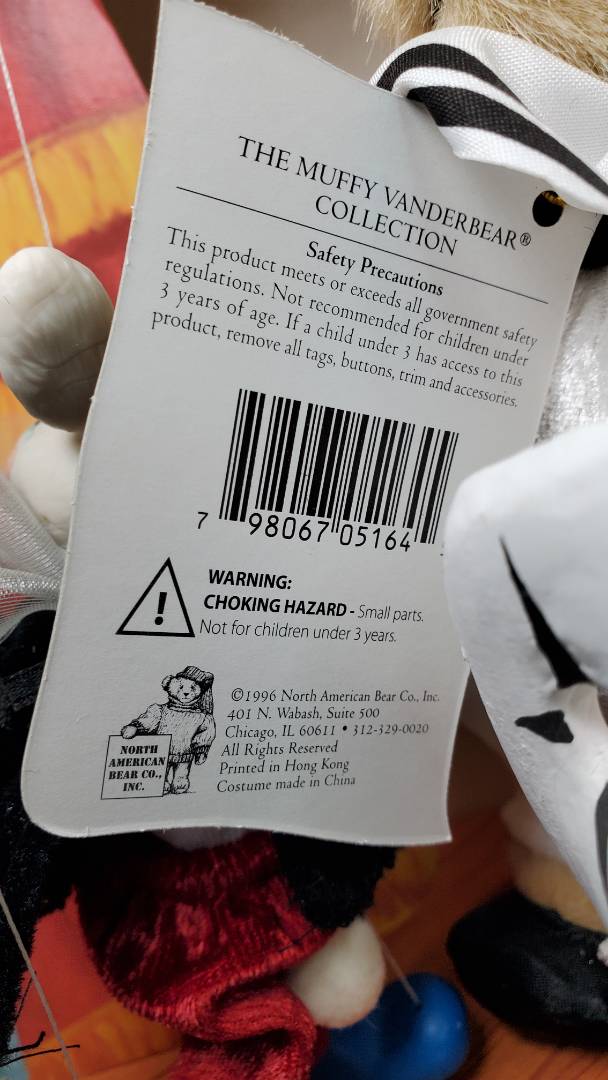 THE MUFFY VANDERBEAR®
COLLECTION
Safety Precautions
This product meets or exceeds all government safety
regulations. Not recommended for children under
3 years of age. If a child under 3 has access to this
product, remove all tags, buttons, trim and accessories.
7 98067 05164
WARNING:
CHOKING HAZARD - Small parts.
Not for children under 3 years.
NORTH
AMERICAN
BEAR CO.,
INC.
©1996 North American Bear Co., Inc.
401 N. Wabash, Suite 500
Chicago, IL 60611 • 312-329-0020
All Rights Reserved
Printed in Hong Kong
Costume made in China